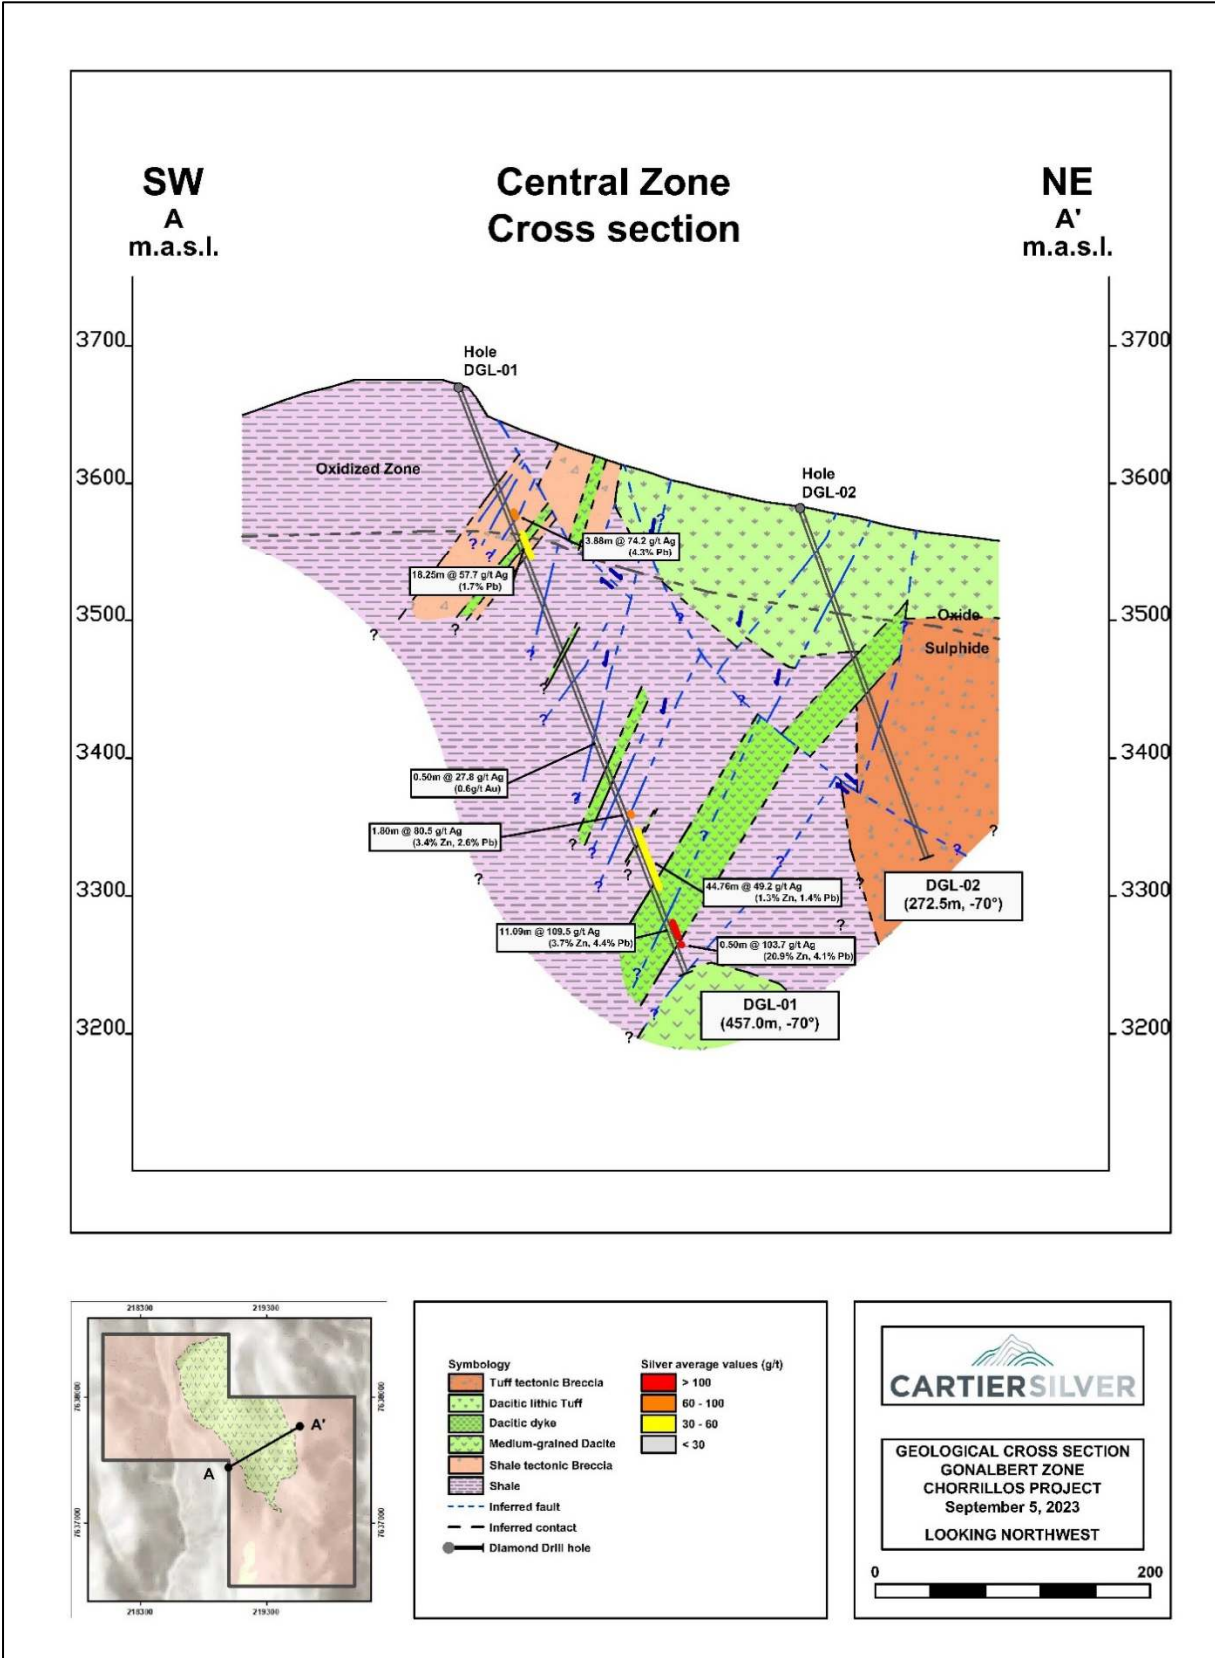 SW
A
m.a.s.l.
Central Zone
Cross section
NE
A'
m.a.s.l.
3700
3700
Hole
DGL-01
Oxidized Zone
3600
3600
Hole
DGL-02
3.88m @ 74.2 g/t Ag
(4.3% Pb)
18.25m @ 57.7 g/t Ag
(1.7% Pb)
3500
3500
Oxide
Sulphide
3400
3400
0.50m @ 27.8 g/t Ag
(0.6g/t Au)
1.80m @ 80.5 g/t Ag
(3.4% Zn, 2.6% Pb)
44.76m @ 49.2 g/t Ag
(1.3% Zn, 1.4% Pb)
3300
3300
DGL-02
(272.5m, -70°)
11.09m @ 109.5 g/t Ag
(3.7% Zn, 4.4% Pb)
0.50m @ 103.7 g/t Ag
(20.9% Zn, 4.1% Pb)
DGL-01
(457.0m, -70°)
3200
3200
218300
219300
7638000
7638000
A'
A
7637000
7637000
218300
219300
Symbology
Tuff tectonic Breccia
Dacitic lithic Tuff
Dacitic dyke
Medium-grained Dacite
Shale tectonic Breccia
Shale
Inferred fault
Inferred contact
Diamond Drill hole
Silver average values (g/t)
> 100
60 - 100
30 - 60
< 30
CARTIERSILVER
GEOLOGICAL CROSS SECTION
GONALBERT ZONE
CHORRILLOS PROJECT
September 5, 2023
LOOKING NORTHWEST
0
200